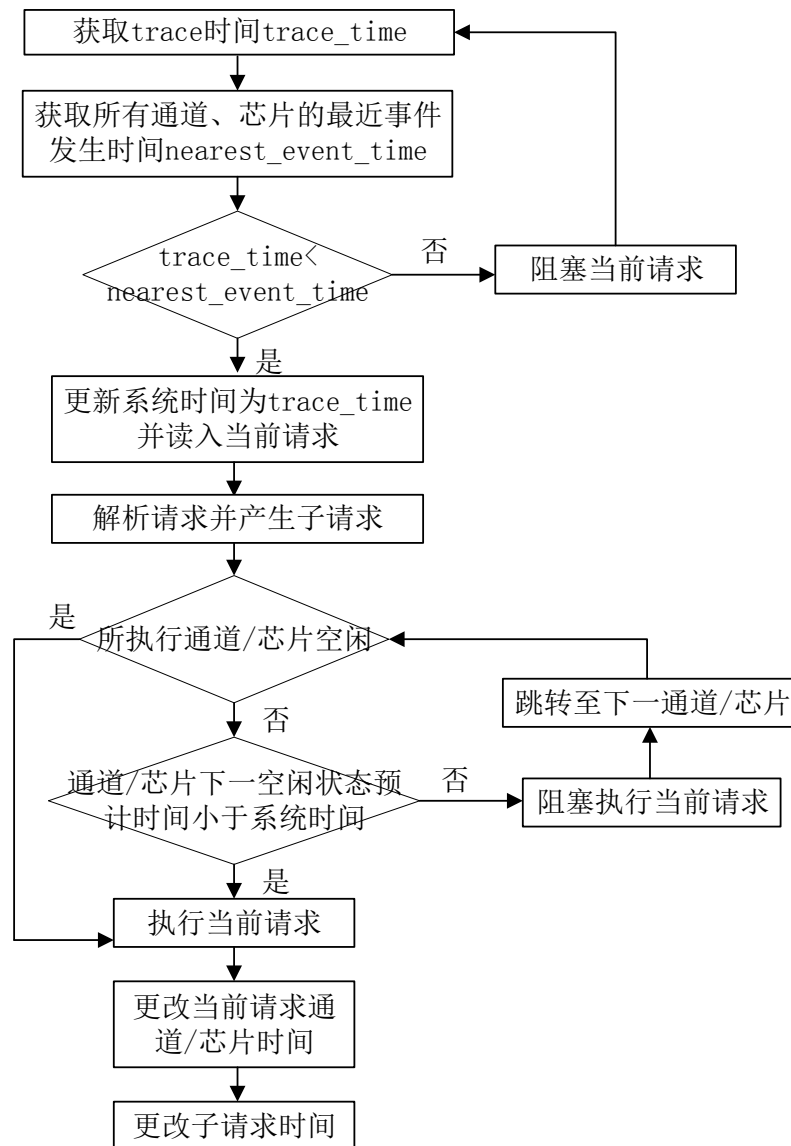 获取trace时间trace_time
获取所有通道、芯片的最近事件
发生时间nearest_event_time
trace_time<
nearest_event_time
否
阻塞当前请求
是
更新系统时间为trace_time
并读入当前请求
解析请求并产生子请求
是
所执行通道/芯片空闲
跳转至下一通道/芯片
否
通道/芯片下一空闲状态预
计时间小于系统时间
否
阻塞执行当前请求
是
执行当前请求
更改当前请求通
道/芯片时间
更改子请求时间